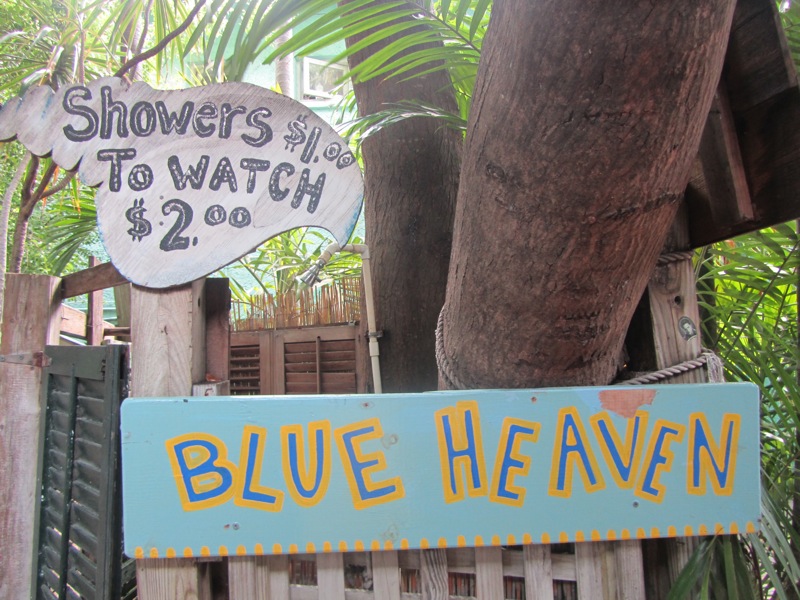 Showers $1.00
To WATCH
$2.00
BLUE HEAVEN